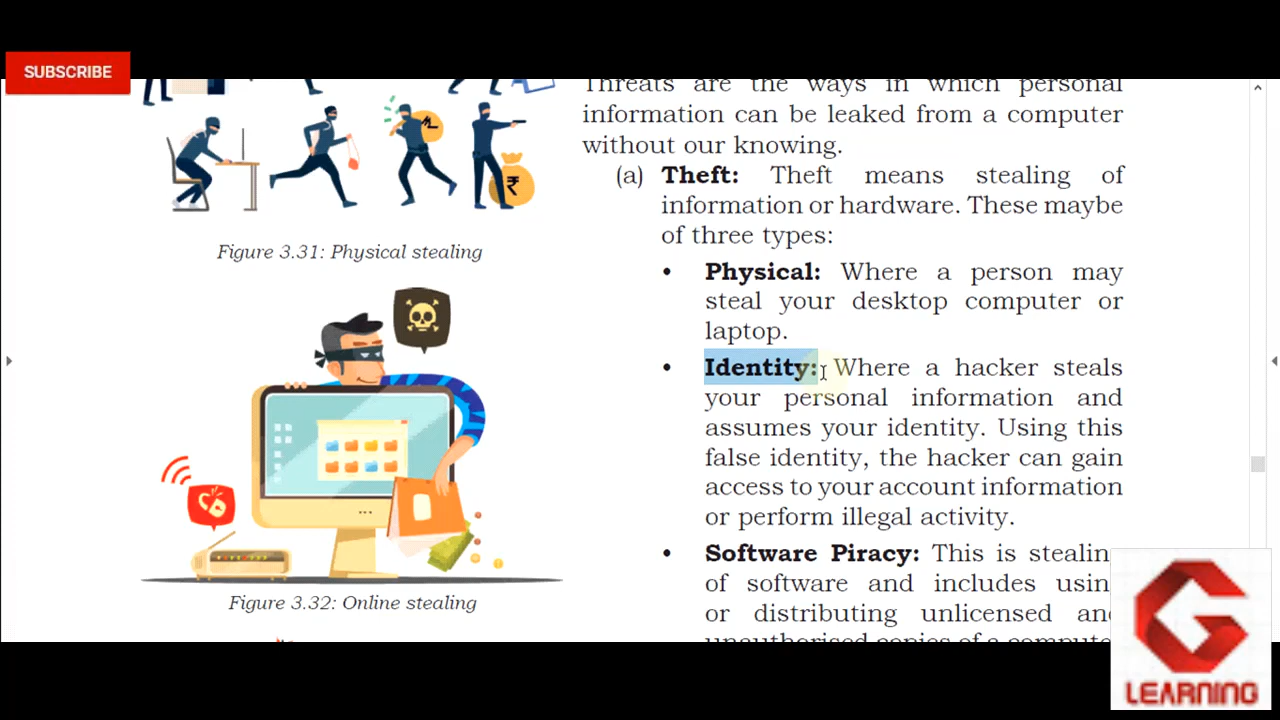 SUBSCRIBE
Threats are the ways in which personal
information can be leaked from a computer
without our knowing.
(a) Theft: Theft means stealing of
information or hardware. These maybe
of three types:
Figure 3.31: Physical stealing
• Physical: Where a person may
steal your desktop computer or
laptop.
• Identity: Where a hacker steals
your personal information and
assumes your identity. Using this
false identity, the hacker can gain
access to your account information
or perform illegal activity.
• Software Piracy: This is
of software and includes
or distributing unlicensed
Figure 3.32: Online stealing
LEARNING